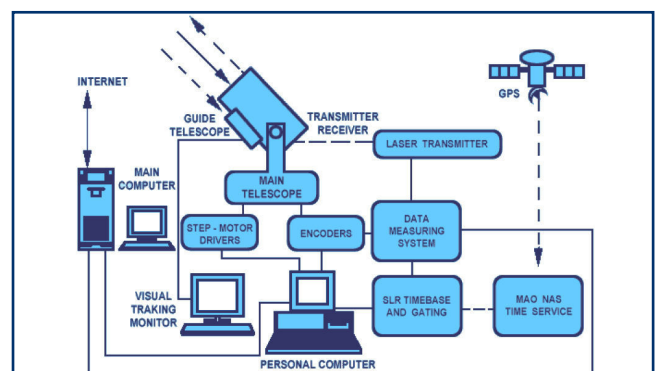 INTERNET
GUIDE
TELESCOPE
TRANSMITTER
RECEIVER
GPS
LASER TRANSMITTER
MAIN
COMPUTER
MAIN
TELESCOPE
STEP - MOTOR
DRIVERS
ENCODERS
DATA
MEASURING
SYSTEM
VISUAL
TRAKING
MONITOR
SLR TIMEBASE
AND GATING
MAO NAS
TIME SERVICE
PERSONAL COMPUTER